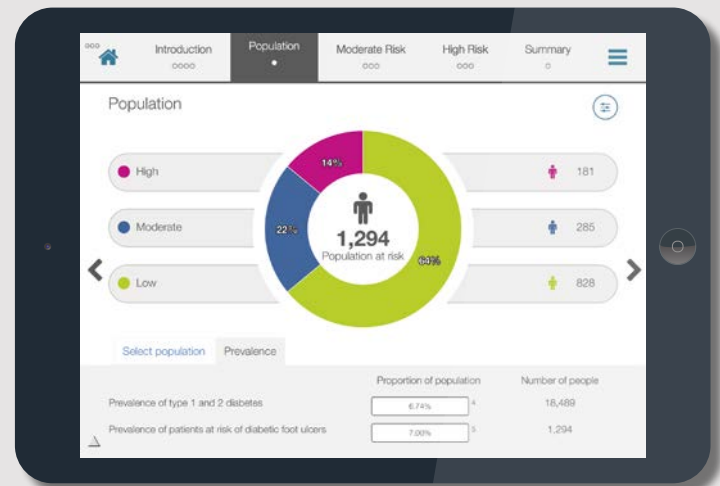 Introduction
Population
Moderate Risk
High Risk
Summary
Population
High
14%
181
Moderate
22%
1,294
Population at risk
285
64%
Low
828
Select population
Prevalence
Proportion of population
Number of people
Prevalence of type 1 and 2 diabetes
6.74%
4
18,489
Prevalence of patients at risk of diabetic foot ulcers
7.00%
5
1,294